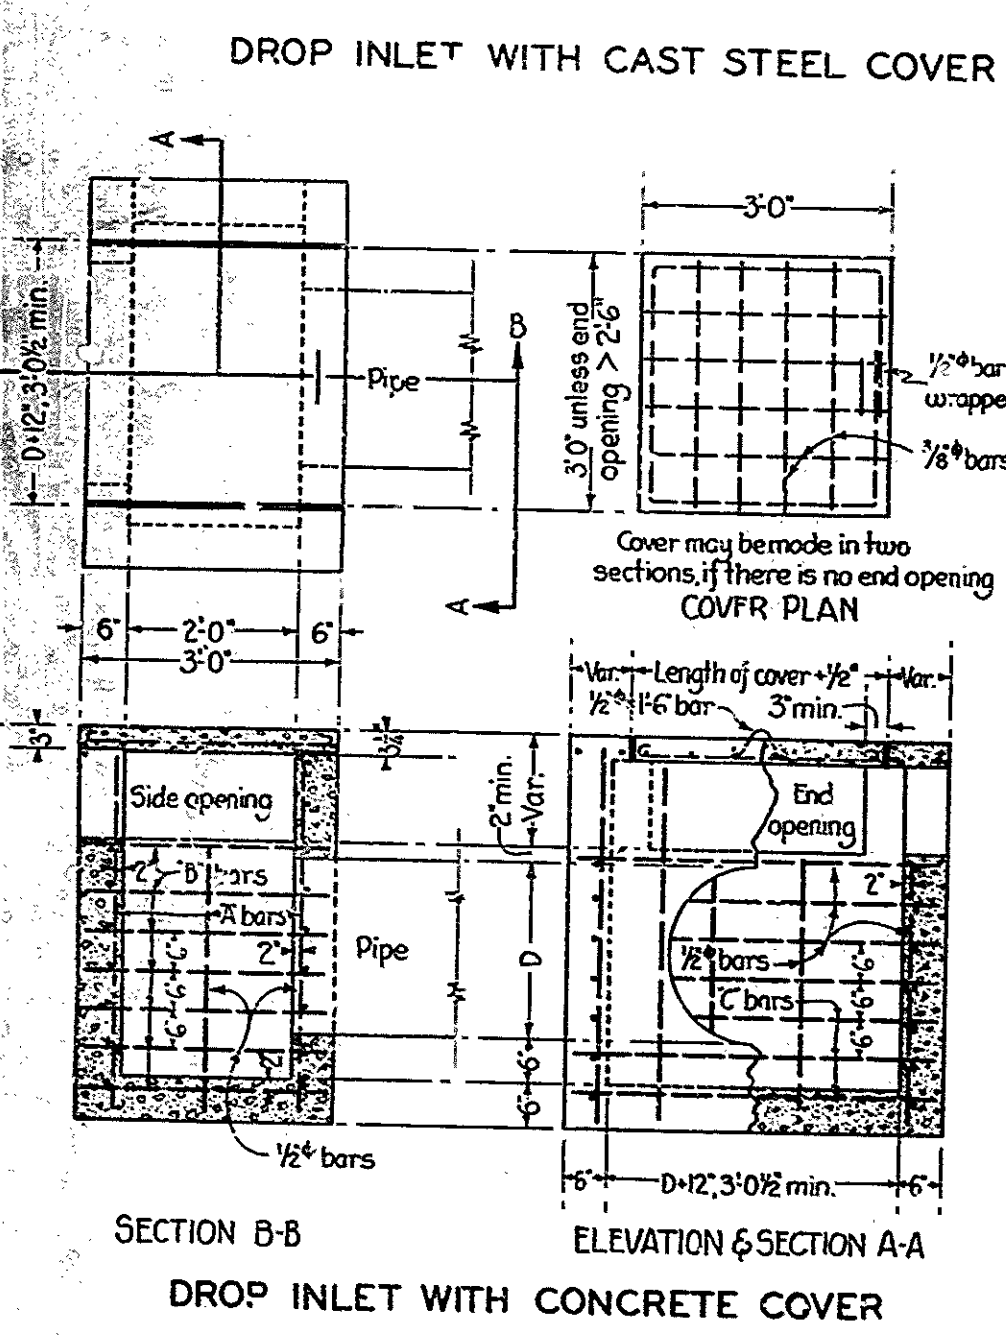 DROP INLET WITH CAST STEEL COVER
A
3'-0"
D+12", 3'-0½" min.
Pipe
B
3'-0" unless end
opening > 2'-6"
½"ϕ bar
wrappe
⅜"ϕ bars
Cover may be made in two
sections, if there is no end opening
COVER PLAN
A
6" 2'-0" 6"
3'-0"
Var. Length of cover +½" Var.
½"ϕ 1'-6" bar 3" min.
3"
Side opening
2" min.
Var.
End
opening
2" "B" bars
"A" bars
2"
Pipe
D
2"
½"ϕ bars
"C" bars
6" 6" 6"
6" 6"
2"
6"
6"
½"ϕ bars
6" D+12", 3'-0½" min. 6"
SECTION B-B
ELEVATION & SECTION A-A
DROP INLET WITH CONCRETE COVER